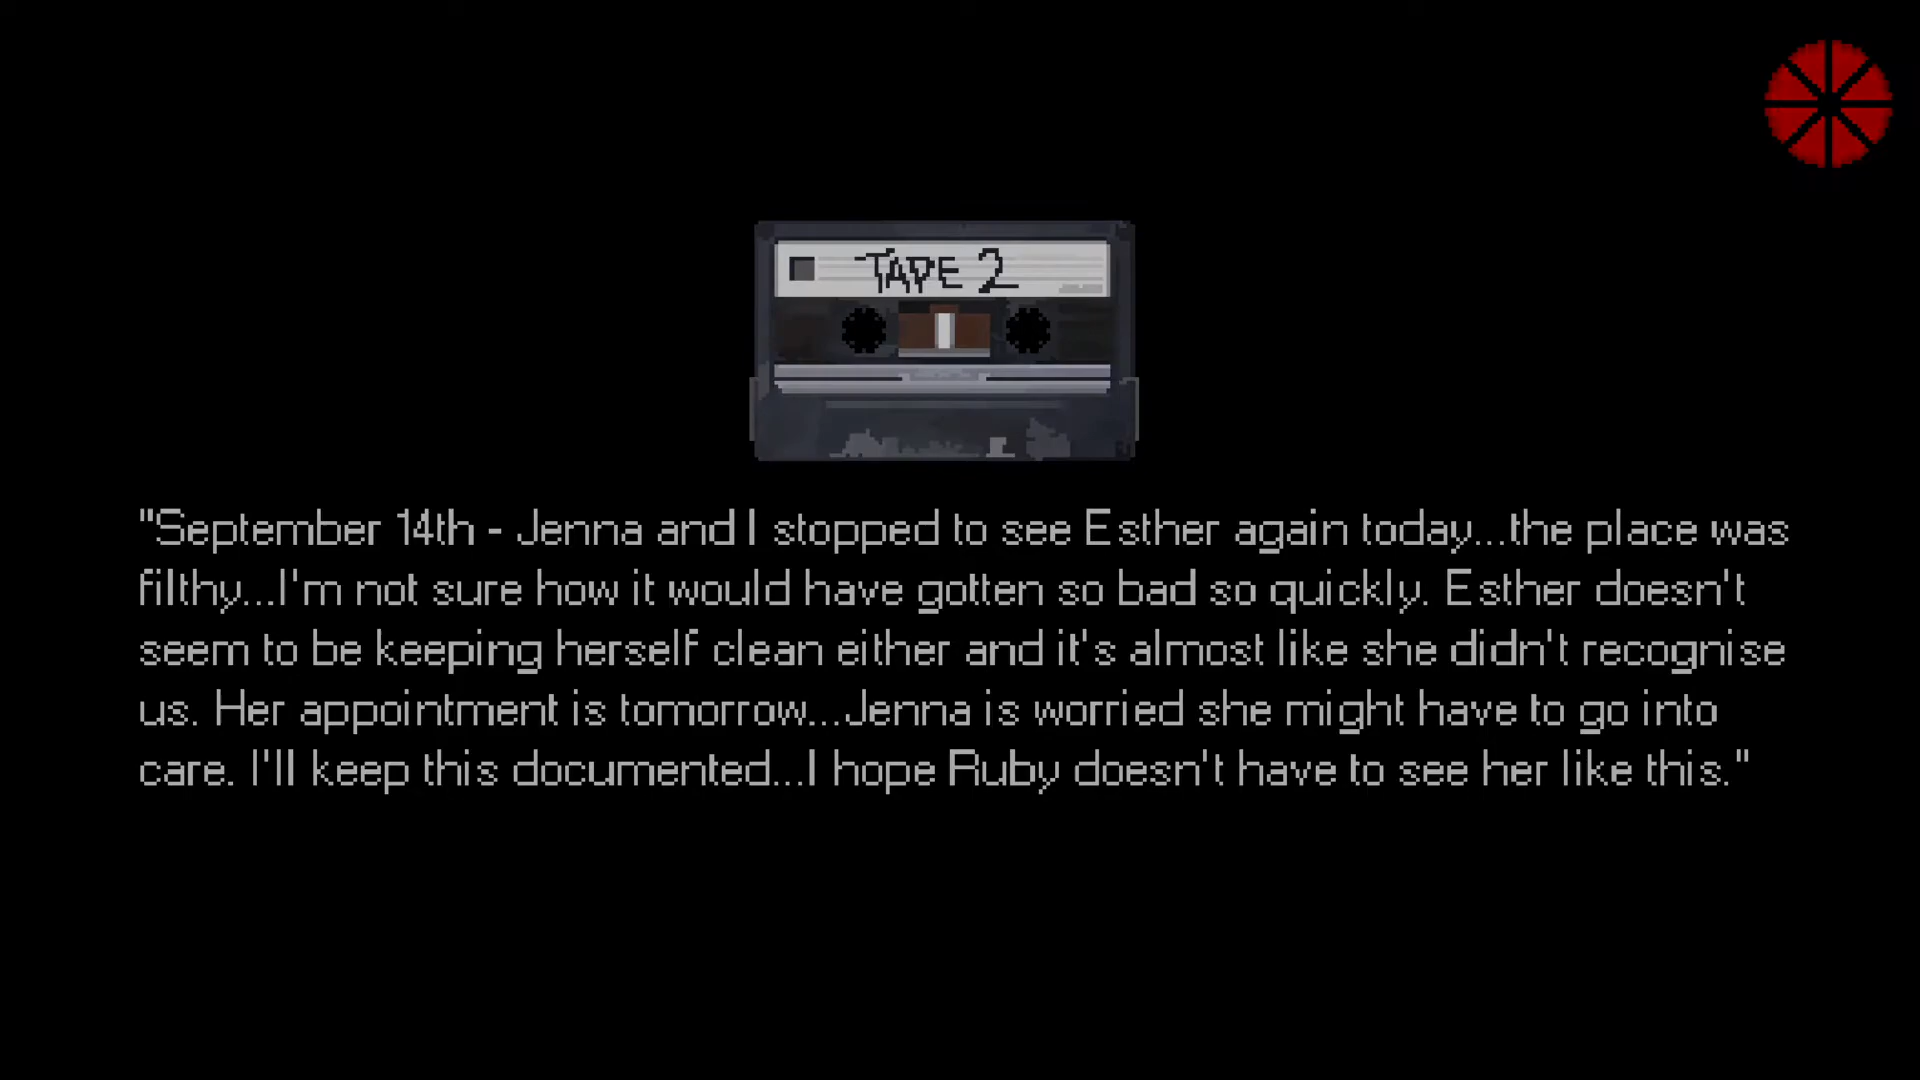 TAPE 2
"September 14th - Jenna and I stopped to see Esther again today...the place was
filthy...I'm not sure how it would have gotten so bad so quickly. Esther doesn't
seem to be keeping herself clean either and it's almost like she didn't recognise
us. Her appointment is tomorrow...Jenna is worried she might have to go into
care. I'll keep this documented...I hope Ruby doesn't have to see her like this."